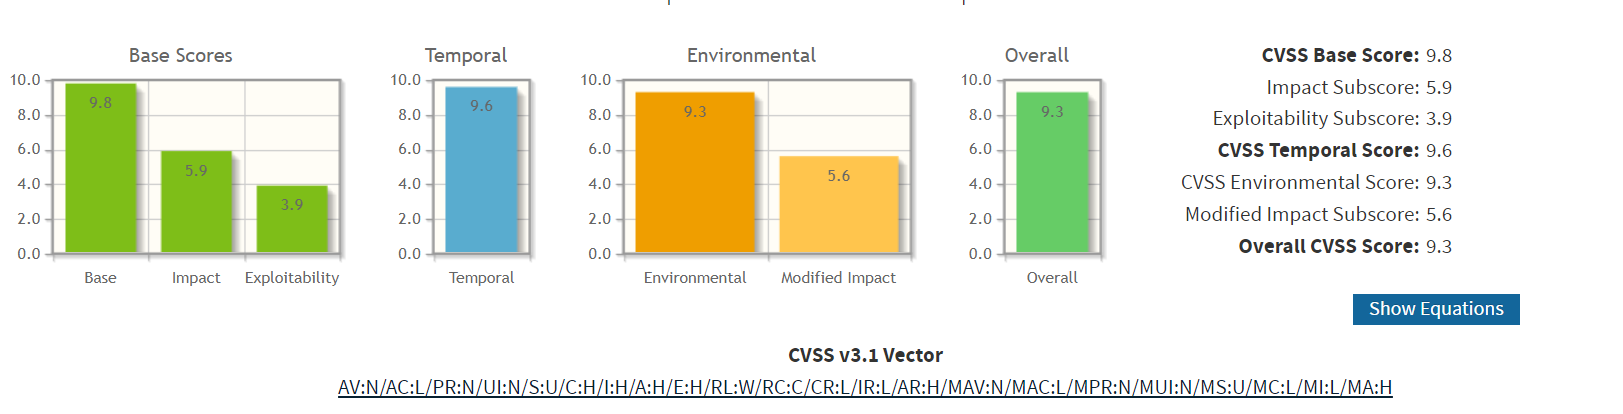 Base Scores
10.0
8.0
6.0
4.0
2.0
0.0
9.8
5.9
3.9
Base Impact Exploitability
Temporal
10.0
8.0
6.0
4.0
2.0
0.0
9.6
Temporal
Environmental
10.0
8.0
6.0
4.0
2.0
0.0
9.3
5.6
Environmental Modified Impact
Overall
10.0
8.0
6.0
4.0
2.0
0.0
9.3
Overall
CVSS Base Score: 9.8
Impact Subscore: 5.9
Exploitability Subscore: 3.9
CVSS Temporal Score: 9.6
CVSS Environmental Score: 9.3
Modified Impact Subscore: 5.6
Overall CVSS Score: 9.3
Show Equations
CVSS v3.1 Vector
AV:N/AC:L/PR:N/UI:N/S:U/C:H/I:H/A:H/E:H/RL:W/RC:C/CR:L/IR:L/AR:H/MAV:N/MAC:L/MPR:N/MUI:N/MS:U/MC:L/MI:L/MA:H